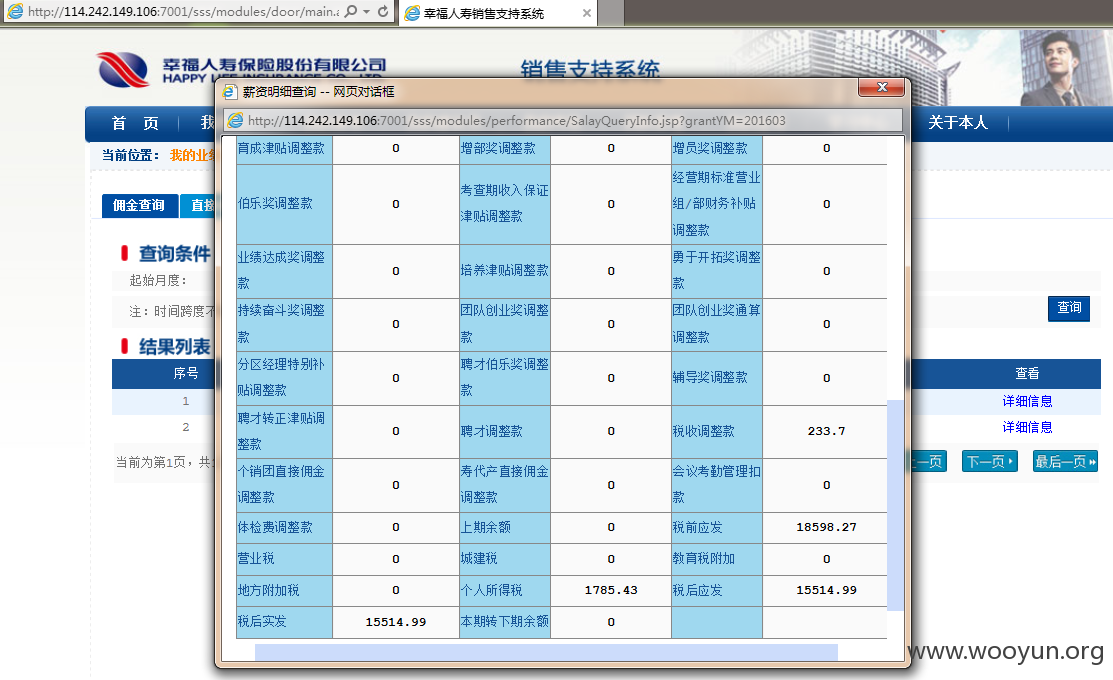 http://114.242.149.106:7001/sss/modules/door/main.a
幸福人寿销售支持系统
幸福人寿保险股份有限公司
HAPPY LIFE INSURANCE CO., LTD.
销售支持系统
薪资明细查询 -- 网页对话框
http://114.242.149.106:7001/sss/modules/performance/SalayQueryInfo.jsp?grantYM=201603
首 页
我
关于本人
当前位置：
我的业绩
佣金查询
直接
查询条件
起始月度：
注：时间跨度不
查询
结果列表
序号
查看
1
详细信息
2
详细信息
当前为第1页，共
上一页
下一页
最后一页
育成津贴调整款 0 增部奖调整款 0 增员奖调整款 0
伯乐奖调整款 0 考查期收入保证津贴调整款 0 经营期标准营业组/部财务补贴调整款 0
业绩达成奖调整款 0 培养津贴调整款 0 勇于开拓奖调整款 0
持续奋斗奖调整款 0 团队创业奖调整款 0 团队创业奖通算调整款 0
分区经理特别补贴调整款 0 聘才伯乐奖调整款 0 辅导奖调整款 0
聘才转正津贴调整款 0 聘才调整款 0 税收调整款 233.7
个销团直接佣金调整款 0 寿代产直接佣金调整款 0 会议考勤管理扣款 0
体检费调整款 0 上期余额 0 税前应发 18598.27
营业税 0 城建税 0 教育税附加 0
地方附加税 0 个人所得税 1785.43 税后应发 15514.99
税后实发 15514.99 本期转下期余额 0
www.wooyun.org